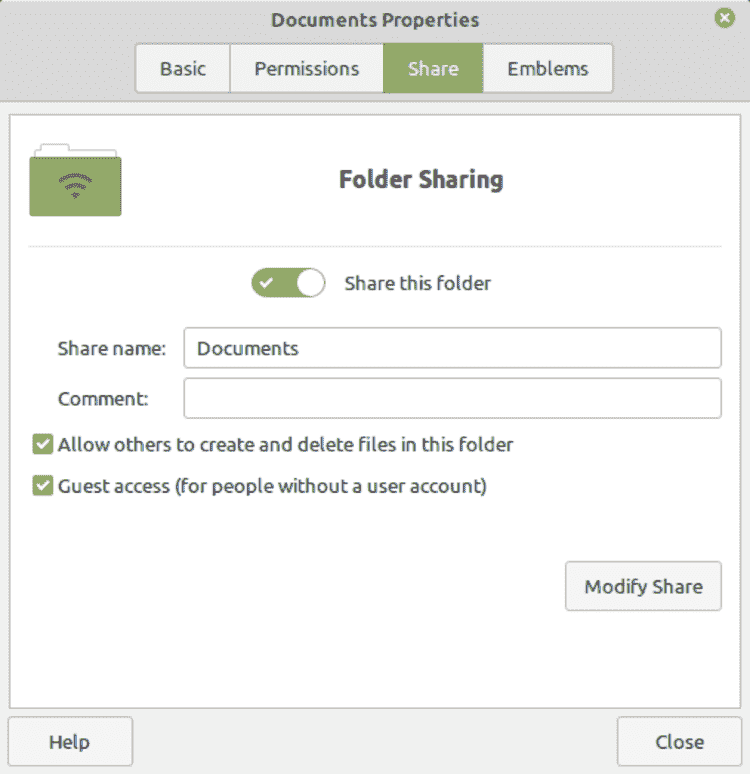 Documents Properties
Basic Permissions Share Emblems
Folder Sharing
Share this folder
Share name: Documents
Comment:
Allow others to create and delete files in this folder
Guest access (for people without a user account)
Modify Share
Help Close